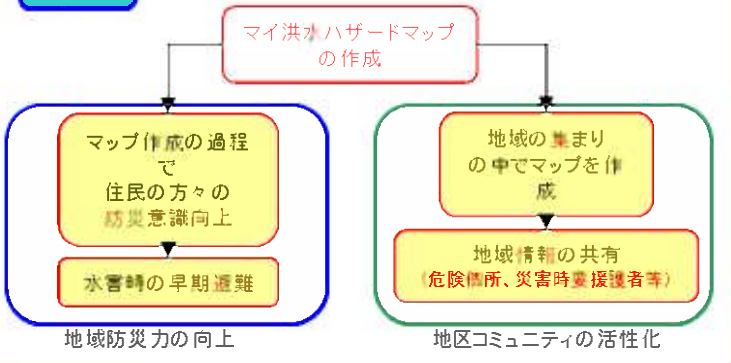 マイ洪水ハザードマップ
の作成
マップ作成の過程
で
住民の方々の
防災意識向上
水害時の早期避難
地域防災力の向上
地域の集まり
の中でマップを作
成
地域情報の共有
(危険個所、災害時要援護者等)
地区コミュニティの活性化